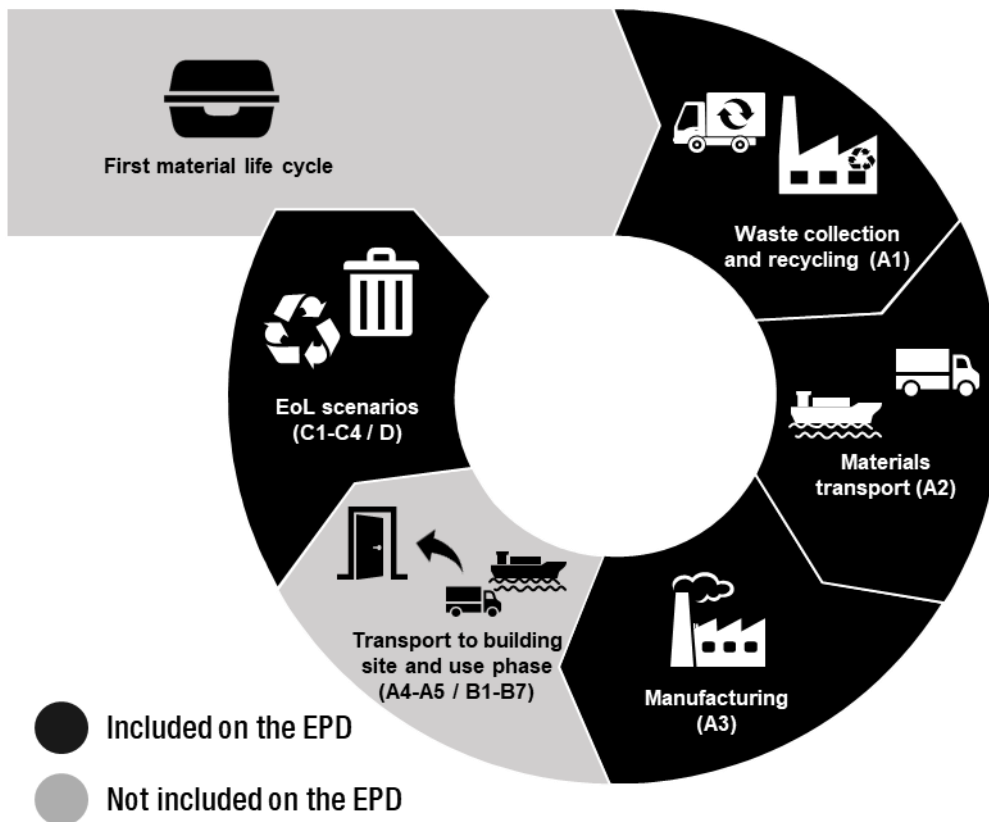 First material life cycle
Waste collection
and recycling (A1)
Materials
transport (A2)
Manufacturing
(A3)
Transport to building
site and use phase
(A4-A5 / B1-B7)
EoL scenarios
(C1-C4 / D)
Included on the EPD
Not included on the EPD